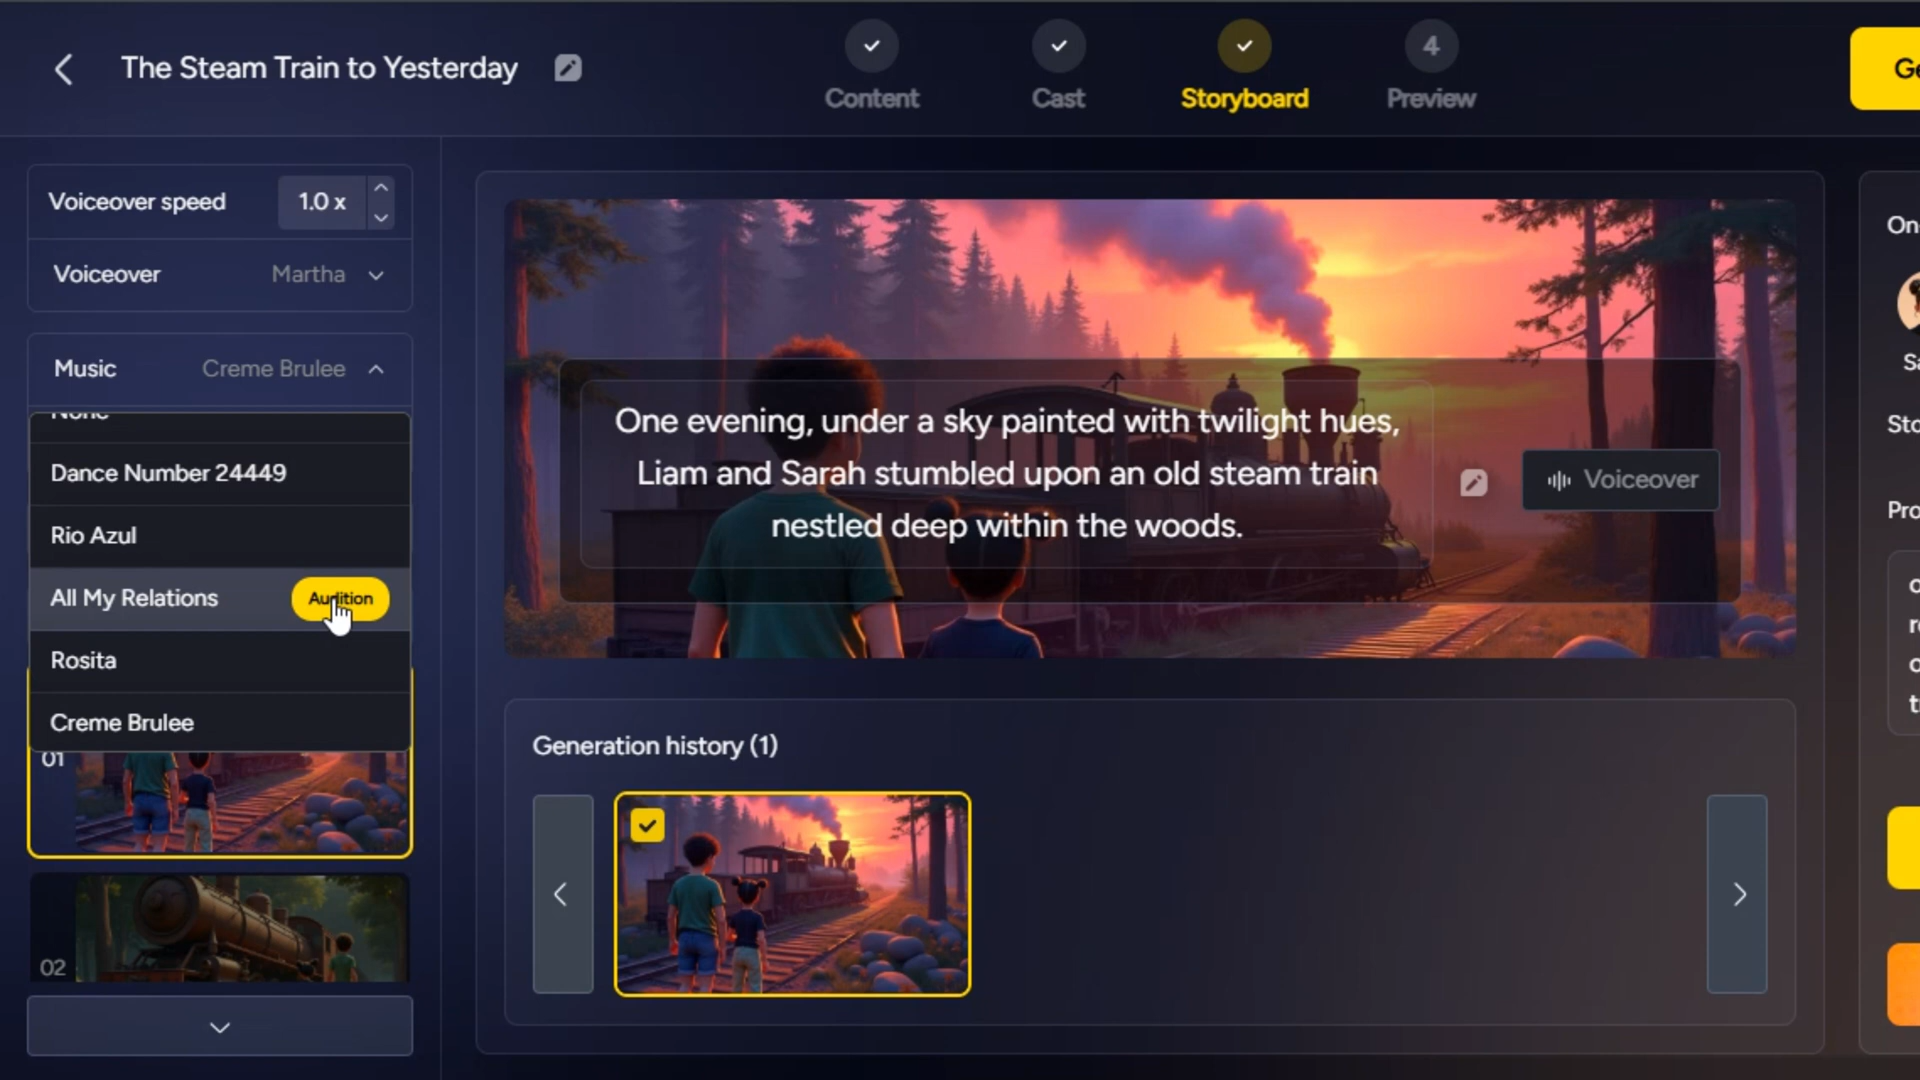 The Steam Train to Yesterday
Content
Cast
Storyboard
4
Preview
Voiceover speed
1.0 x
Voiceover
Martha
Music
Creme Brulee
None
Dance Number 24449
Rio Azul
All My Relations
Audition
Rosita
Creme Brulee
01
02
One evening, under a sky painted with twilight hues,
Liam and Sarah stumbled upon an old steam train
nestled deep within the woods.
Voiceover
Generation history (1)